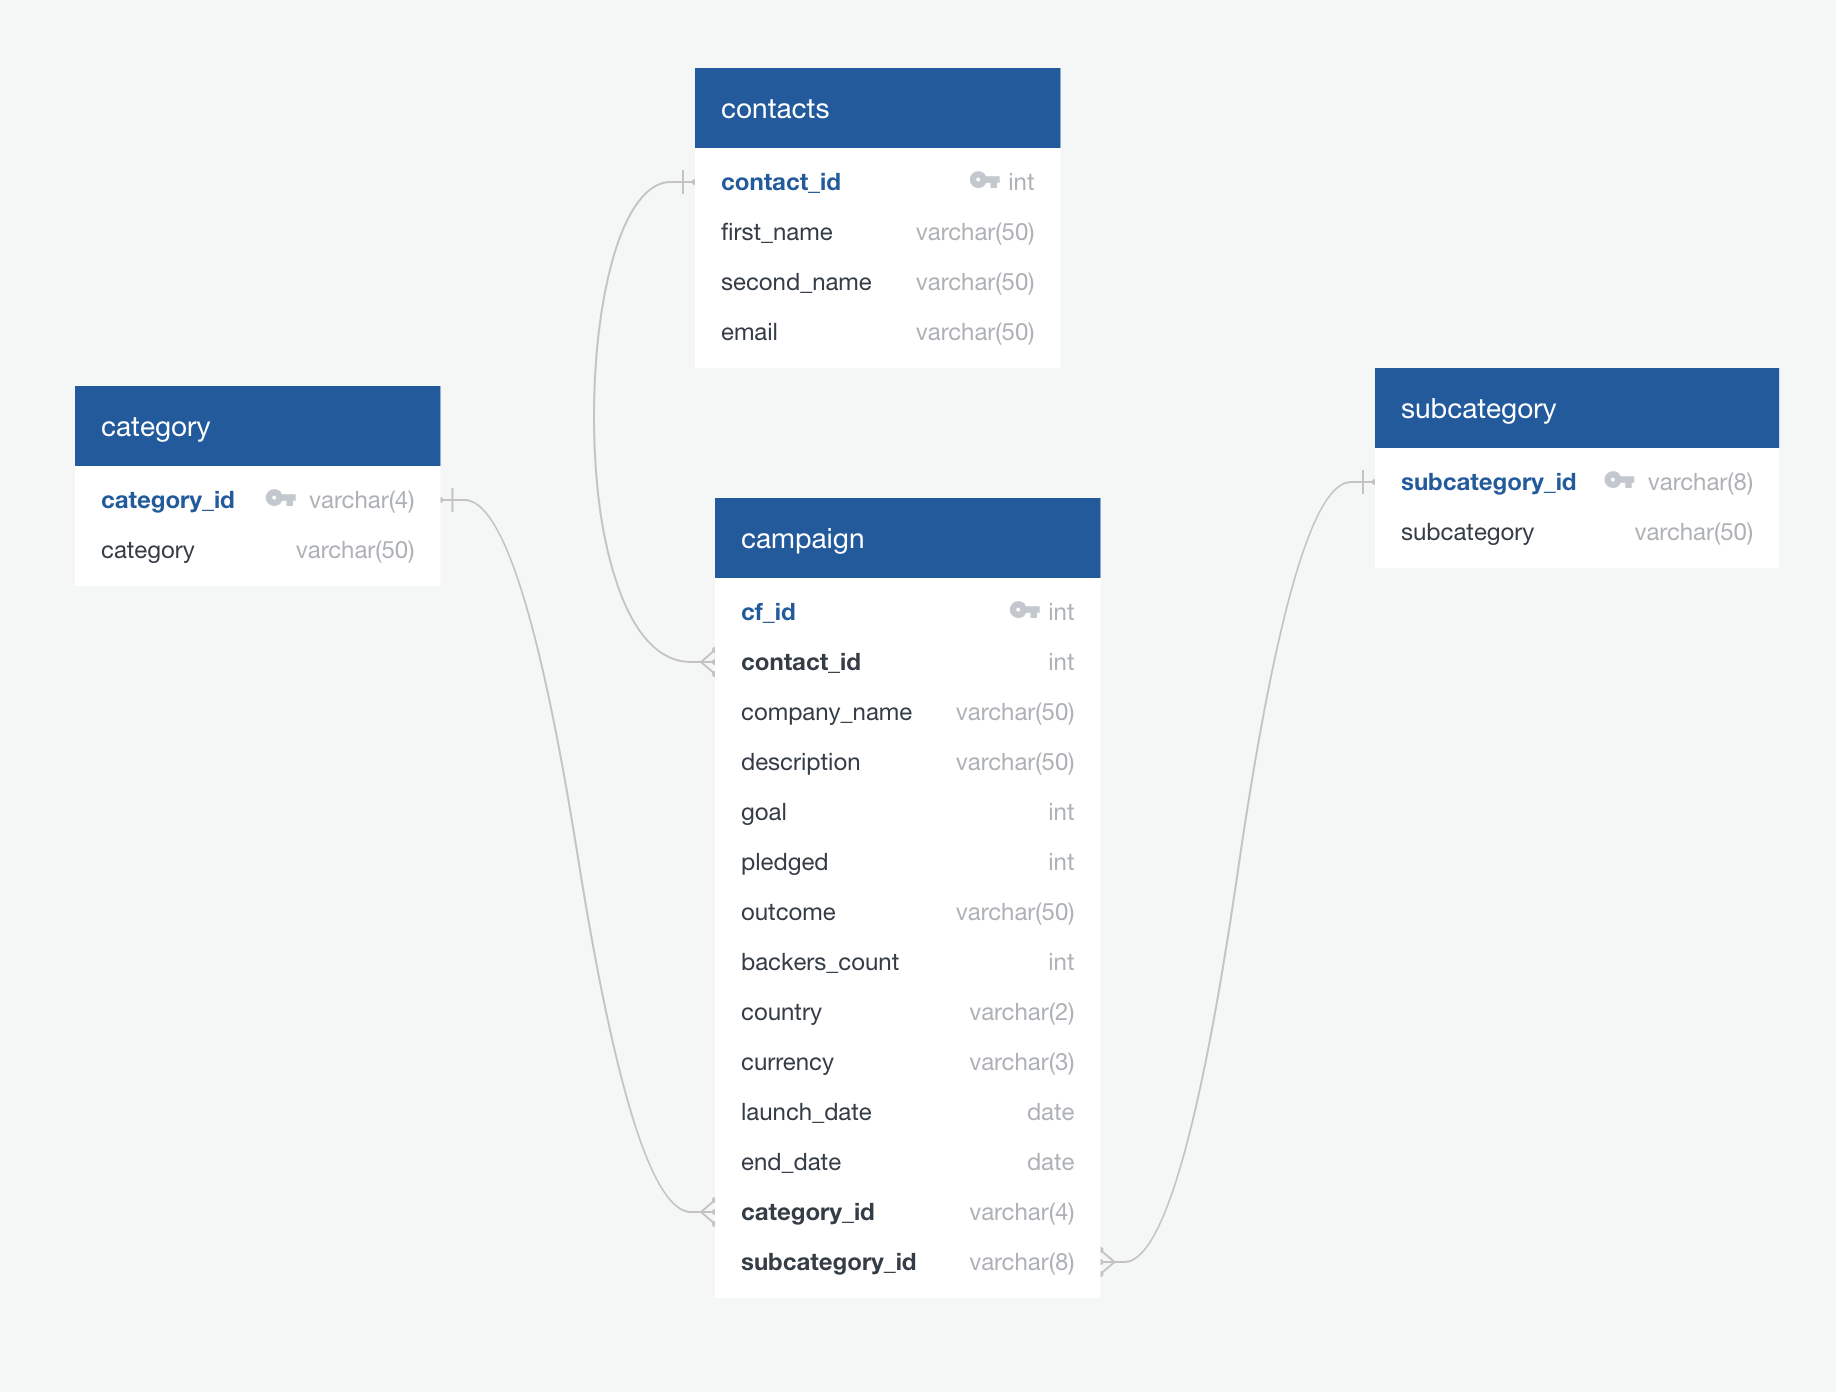 contacts
contact_id int
first_name varchar(50)
second_name varchar(50)
email varchar(50)
category
category_id varchar(4)
category varchar(50)
subcategory
subcategory_id varchar(8)
subcategory varchar(50)
campaign
cf_id int
contact_id int
company_name varchar(50)
description varchar(50)
goal int
pledged int
outcome varchar(50)
backers_count int
country varchar(2)
currency varchar(3)
launch_date date
end_date date
category_id varchar(4)
subcategory_id varchar(8)